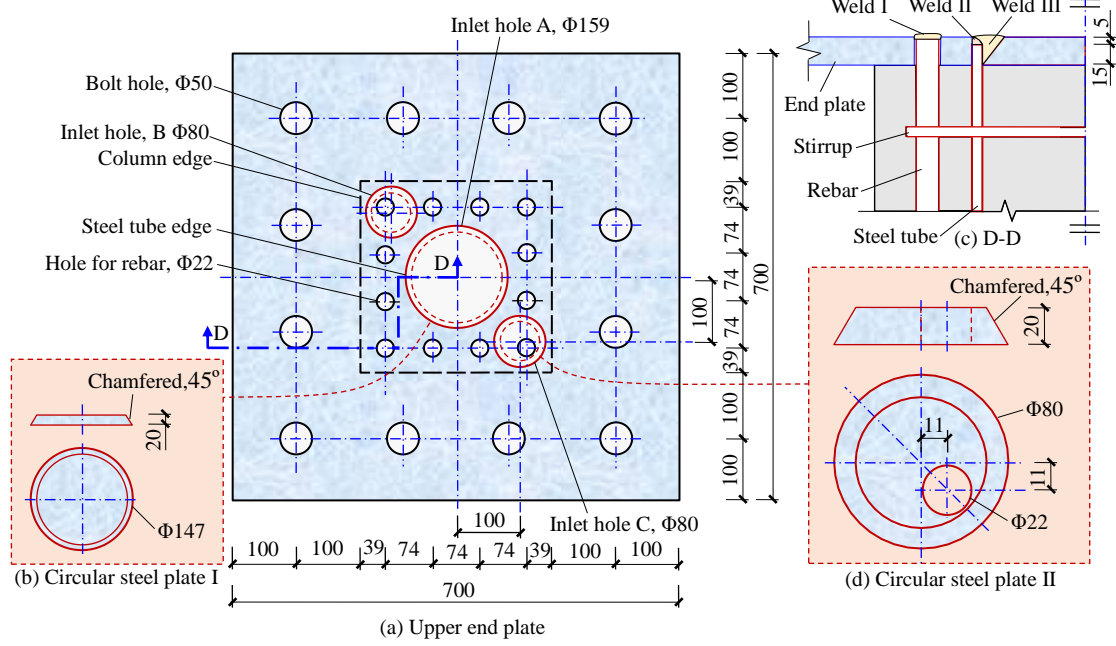 Inlet hole A, Φ159
Bolt hole, Φ50
Inlet hole, B Φ80
Column edge
Steel tube edge
Hole for rebar, Φ22
D
D
100
100
39
74
74
74
39
100
100
700
100
100
Inlet hole C, Φ80
100
100
39
74
74
74
39
100
100
700
(a) Upper end plate
Chamfered,45°
20
Φ147
(b) Circular steel plate I
Weld I
Weld II
Weld III
5
15
End plate
Stirrup
Rebar
Steel tube
(c) D-D
Chamfered,45°
20
Φ80
11
11
Φ22
(d) Circular steel plate II